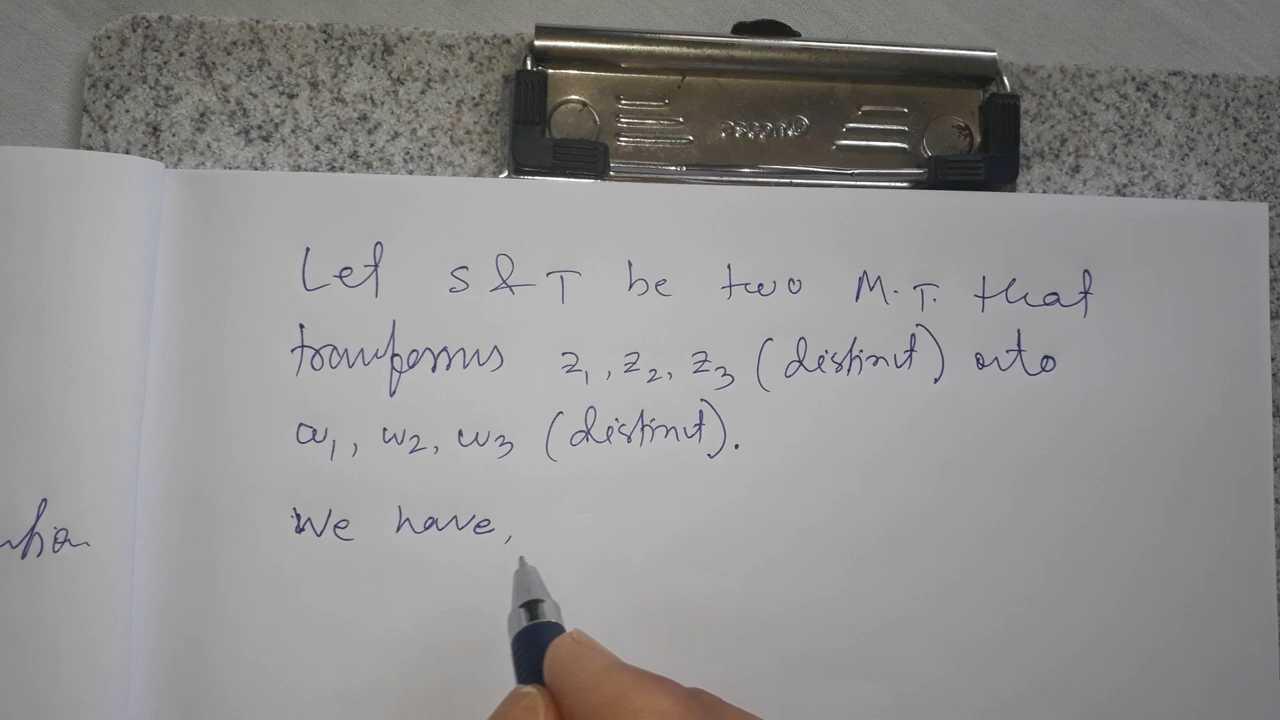 Let S & T be two M.T. that
transforms z1, z2, z3 (distinct) onto
w1, w2, w3 (distinct).
We have,